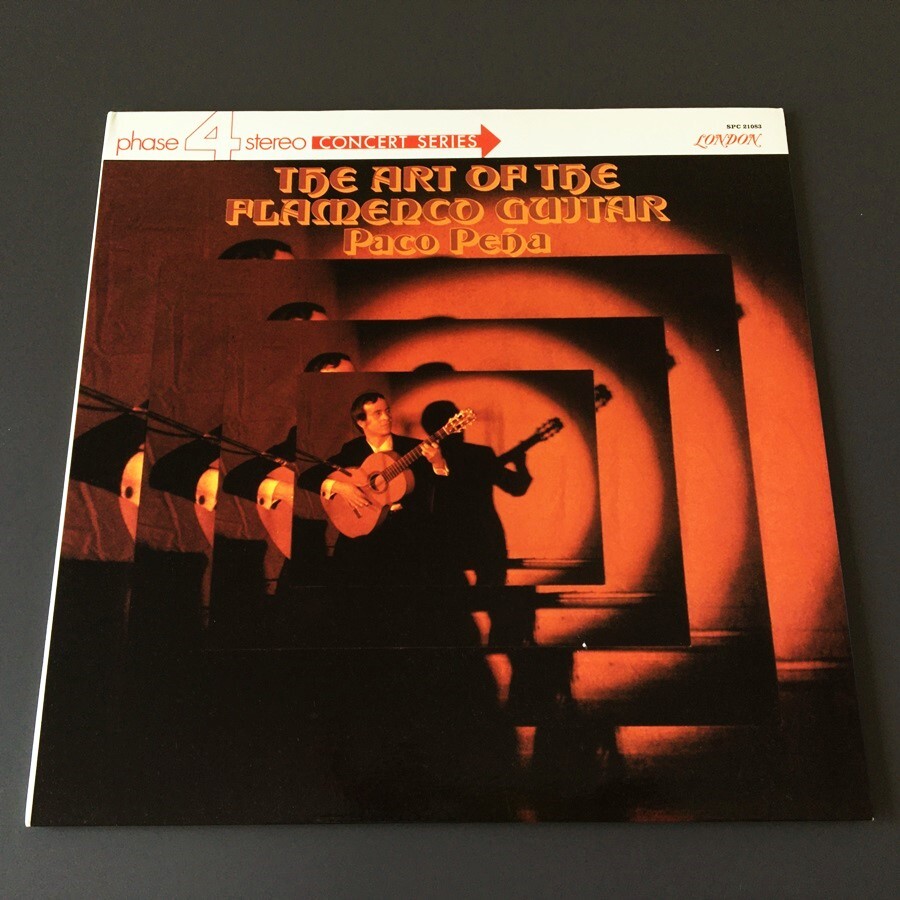 phase 4 stereo CONCERT SERIES
SPC 21083
LONDON
THE ART OF THE
FLAMENCO GUITAR
Paco Peña